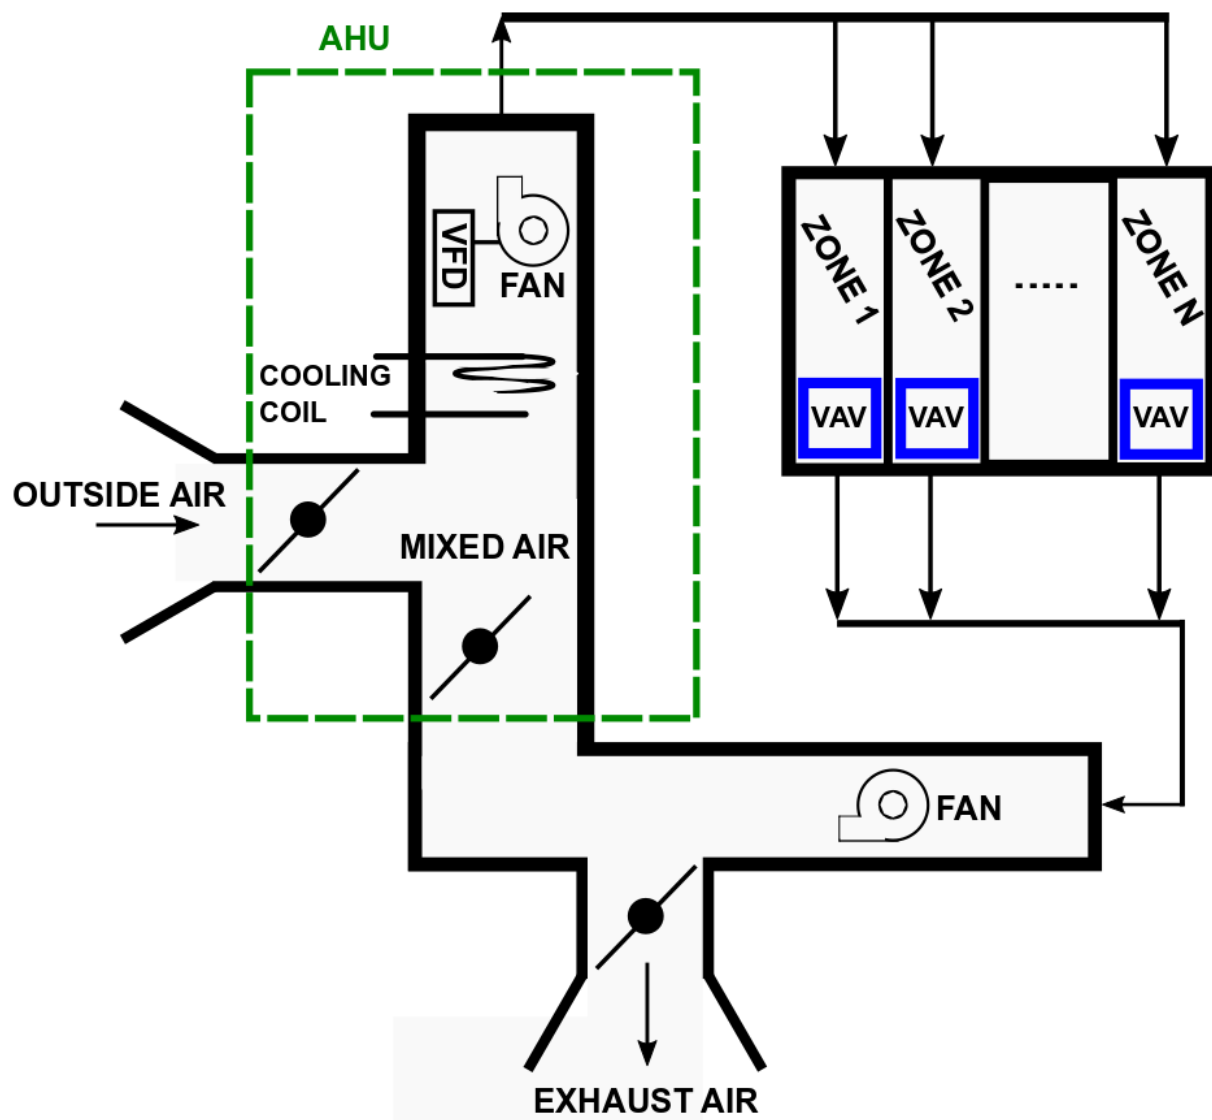 AHU
VFD
FAN
ZONE 1
ZONE 2
.....
ZONE N
COOLING
COIL
VAV
VAV
VAV
OUTSIDE AIR
MIXED AIR
FAN
EXHAUST AIR